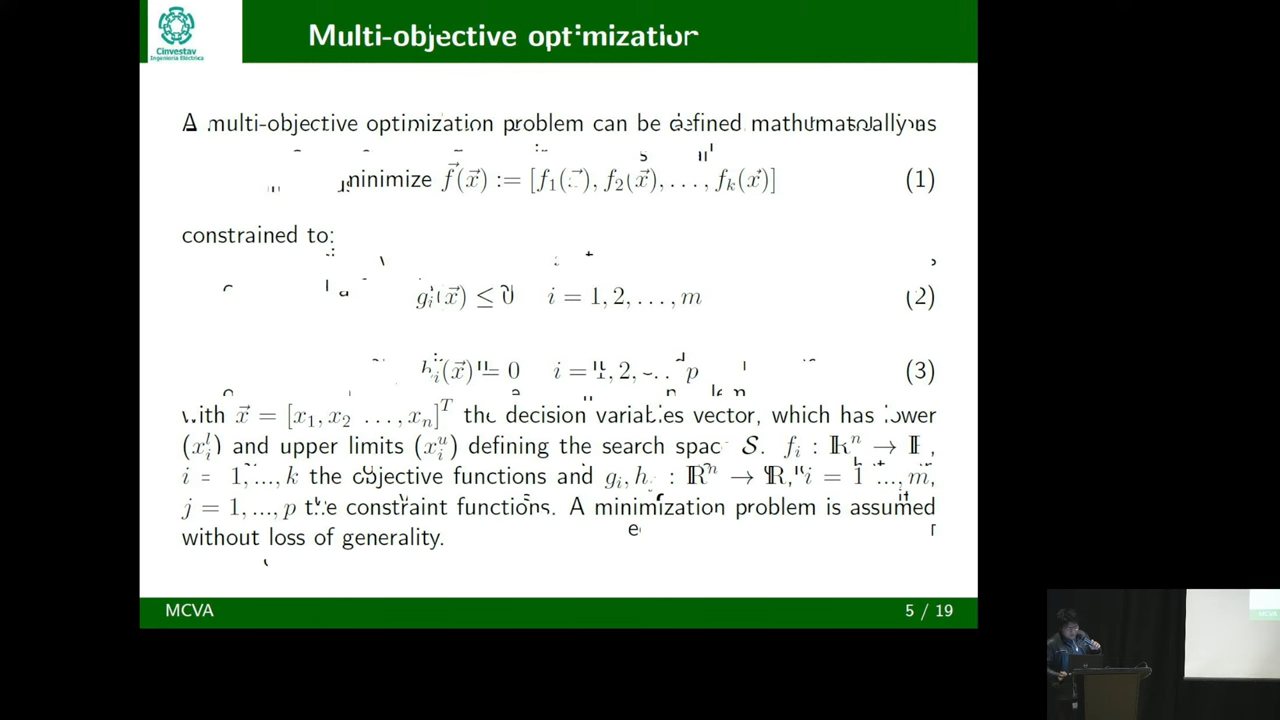 Cinvestav
Ingeniería Eléctrica
Multi-objective optimization
A multi-objective optimization problem can be defined mathematically as
minimize f⃗(x⃗) := [f₁(x⃗), f₂(x⃗), . . . , fₖ(x⃗)] (1)
constrained to:
gᵢ(x⃗) ≤ 0 i = 1, 2, . . . , m (2)
hᵢ(x⃗) = 0 i = 1, 2, . . . p (3)
with x⃗ = [x₁, x₂ . . . , xₙ]ᵀ the decision variables vector, which has lower
(xᵢˡ) and upper limits (xᵢᵘ) defining the search space 𝒮. fᵢ : ℝⁿ → ℝ,
i = 1, ..., k the objective functions and gᵢ, hⱼ : ℝⁿ → ℝ, i = 1 ..., m,
j = 1, ..., p the constraint functions. A minimization problem is assumed
without loss of generality.
MCVA 5 / 19
MCVA